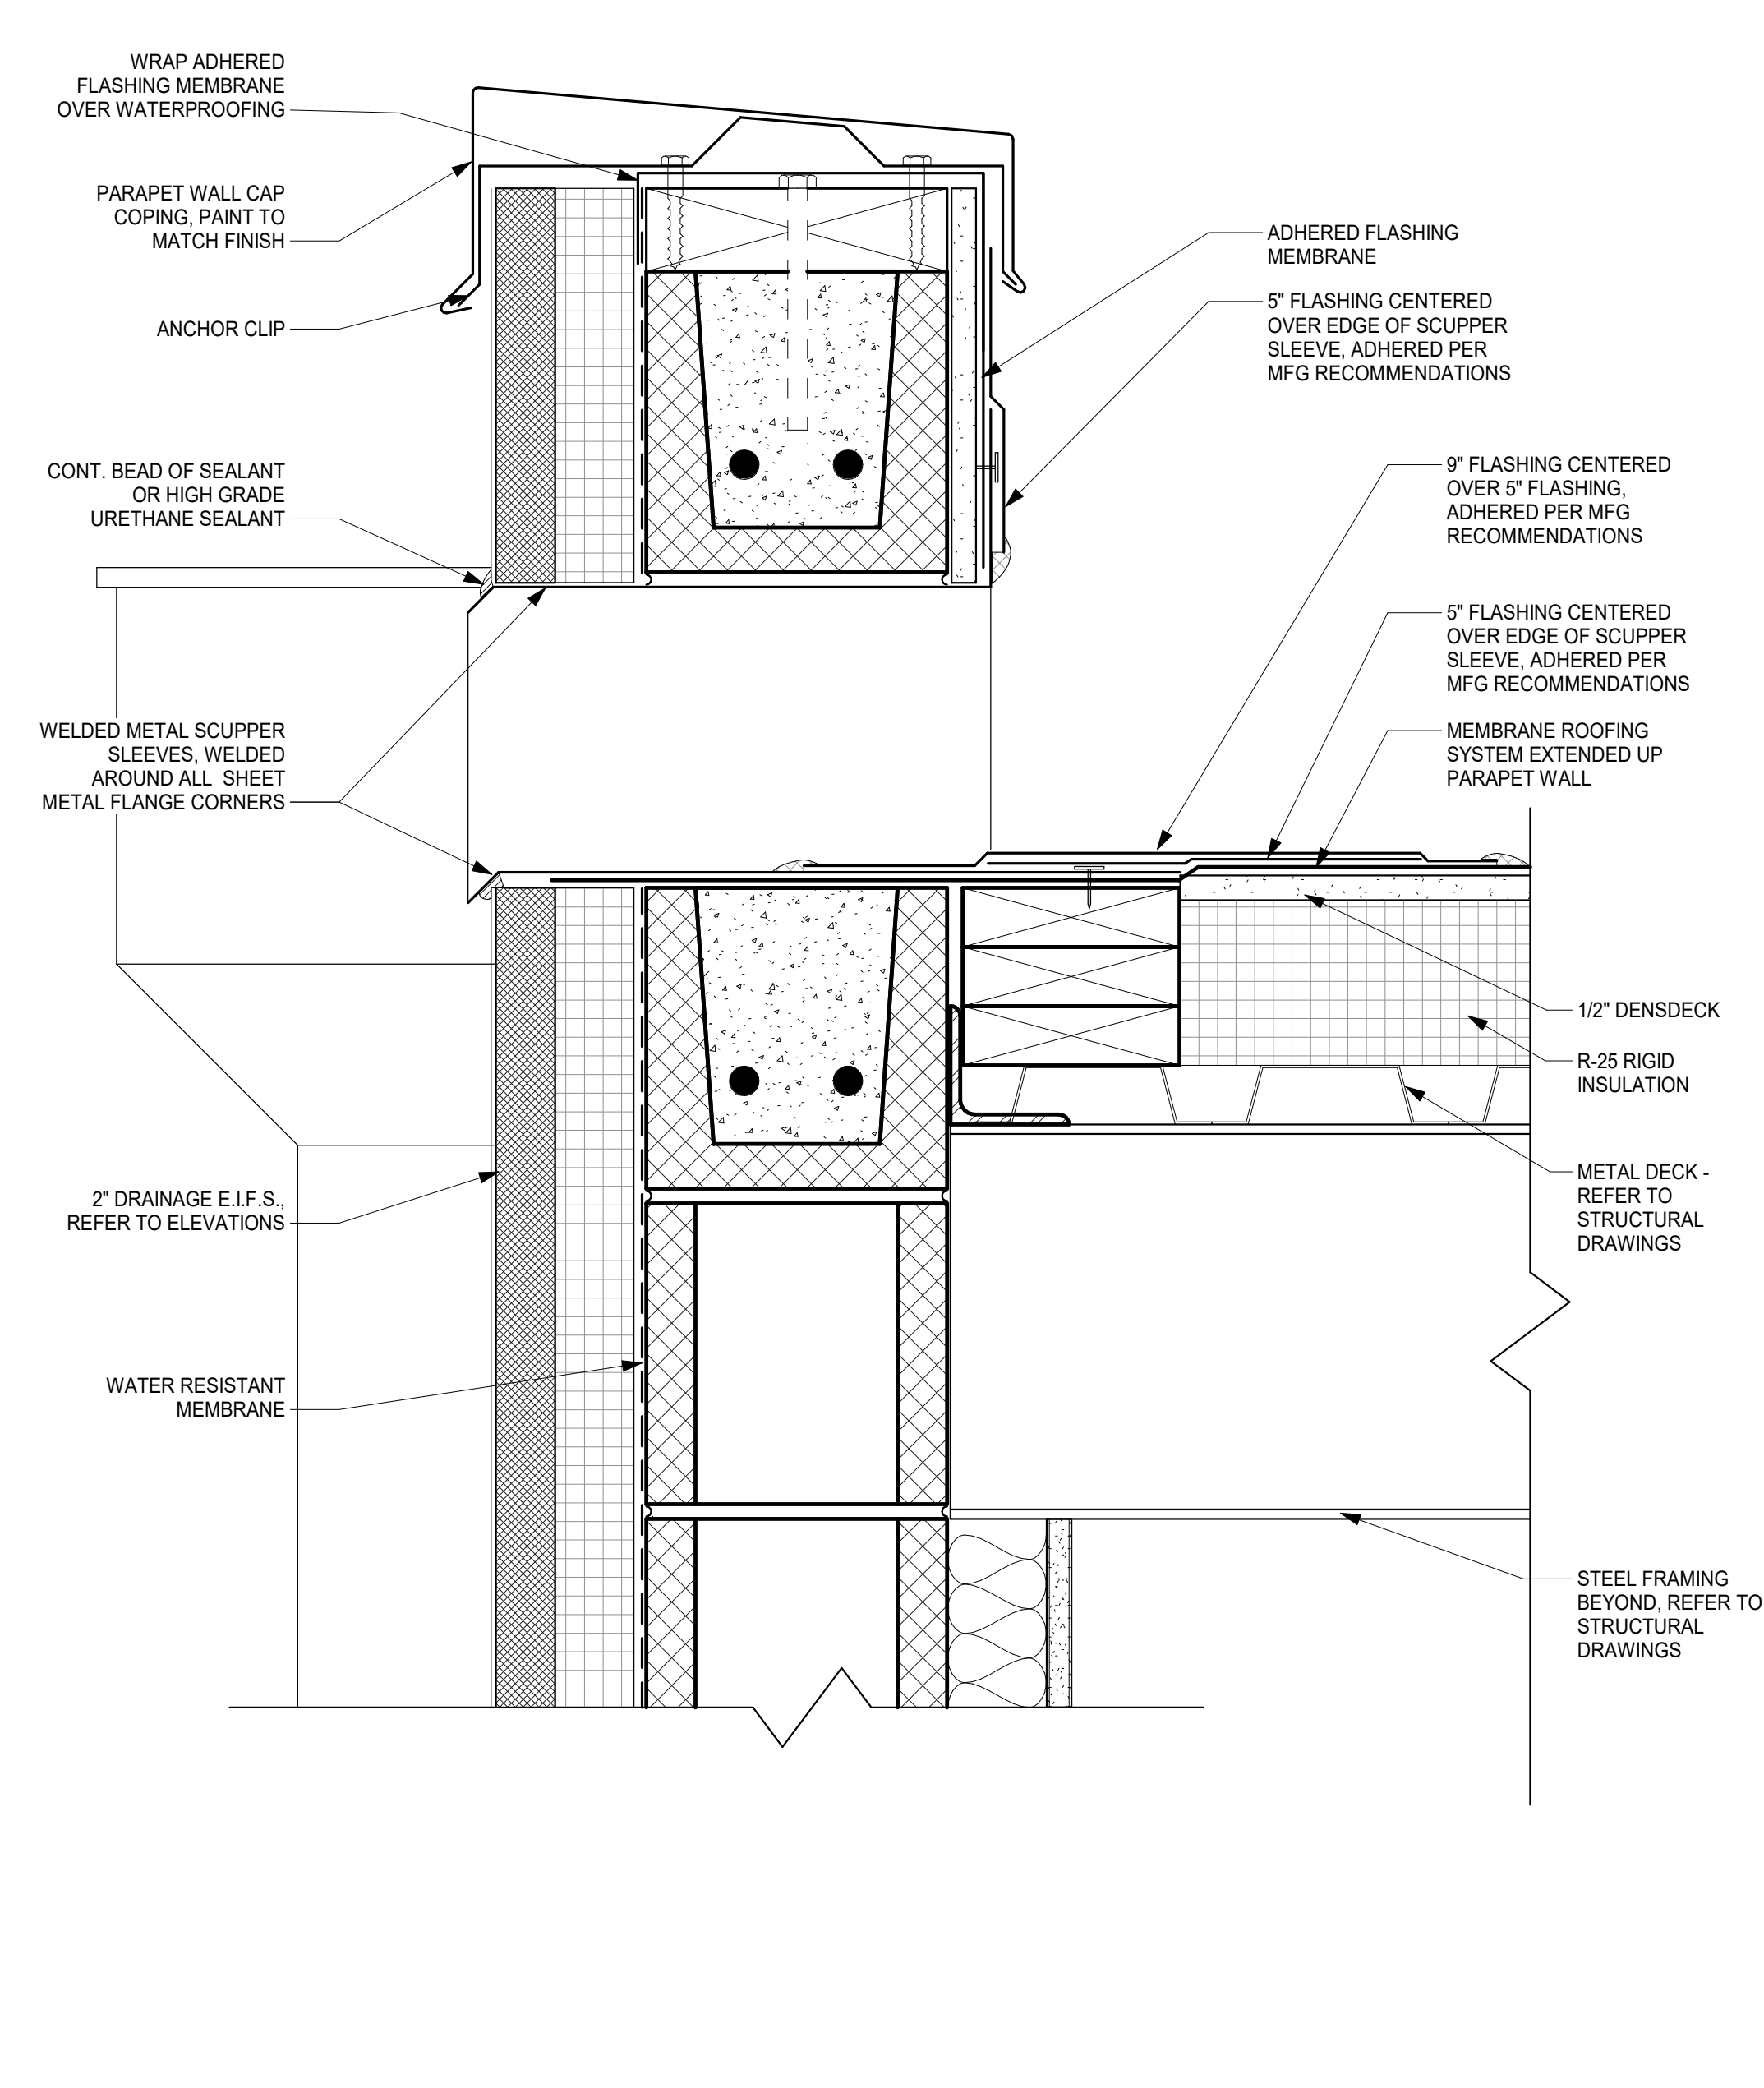 WRAP ADHERED
FLASHING MEMBRANE
OVER WATERPROOFING
PARAPET WALL CAP
COPING, PAINT TO
MATCH FINISH
ANCHOR CLIP
CONT. BEAD OF SEALANT
OR HIGH GRADE
URETHANE SEALANT
WELDED METAL SCUPPER
SLEEVES, WELDED
AROUND ALL SHEET
METAL FLANGE CORNERS
2" DRAINAGE E.I.F.S.,
REFER TO ELEVATIONS
WATER RESISTANT
MEMBRANE
ADHERED FLASHING
MEMBRANE
5" FLASHING CENTERED
OVER EDGE OF SCUPPER
SLEEVE, ADHERED PER
MFG RECOMMENDATIONS
9" FLASHING CENTERED
OVER 5" FLASHING,
ADHERED PER MFG
RECOMMENDATIONS
5" FLASHING CENTERED
OVER EDGE OF SCUPPER
SLEEVE, ADHERED PER
MFG RECOMMENDATIONS
MEMBRANE ROOFING
SYSTEM EXTENDED UP
PARAPET WALL
1/2" DENSDECK
R-25 RIGID
INSULATION
METAL DECK -
REFER TO
STRUCTURAL
DRAWINGS
STEEL FRAMING
BEYOND, REFER TO
STRUCTURAL
DRAWINGS